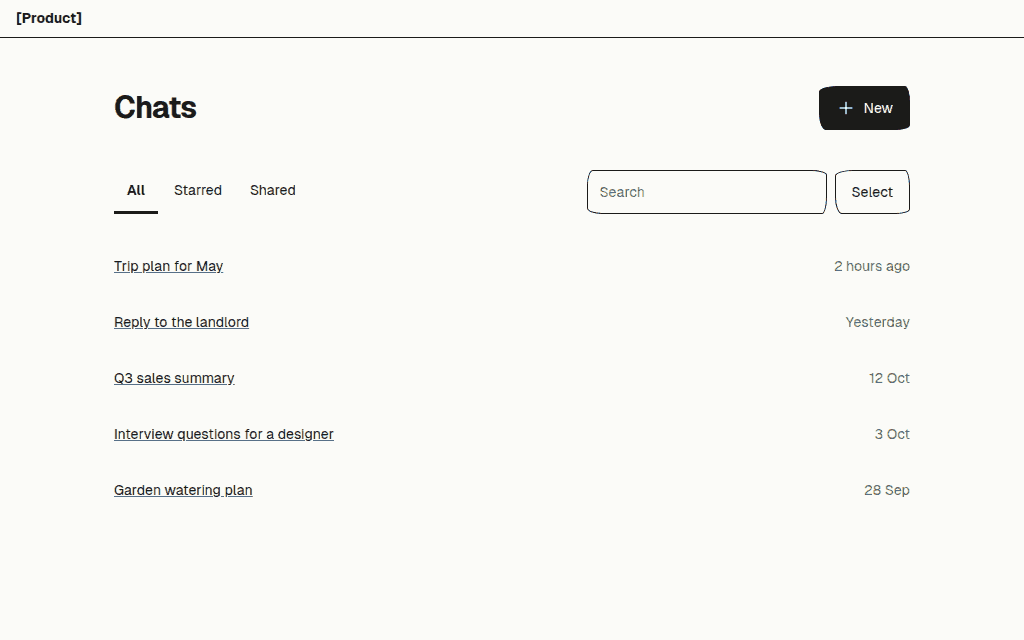 [Product]
Chats
New
All Starred Shared
Search
Select
Trip plan for May 2 hours ago
Reply to the landlord Yesterday
Q3 sales summary 12 Oct
Interview questions for a designer 3 Oct
Garden watering plan 28 Sep